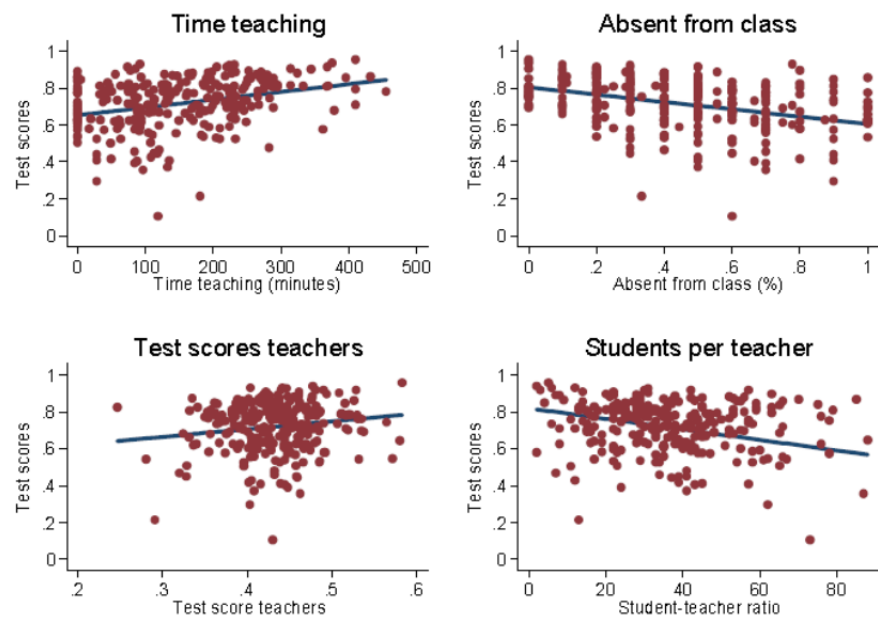 Time teaching
Test scores
1
.8
.6
.4
.2
0
0 100 200 300 400 500
Time teaching (minutes)
Absent from class
Test scores
1
.8
.6
.4
.2
0
0 .2 .4 .6 .8 1
Absent from class (%)
Test scores teachers
Test scores
1
.8
.6
.4
.2
0
.2 .3 .4 .5 .6
Test score teachers
Students per teacher
Test scores
1
.8
.6
.4
.2
0
0 20 40 60 80
Student-teacher ratio